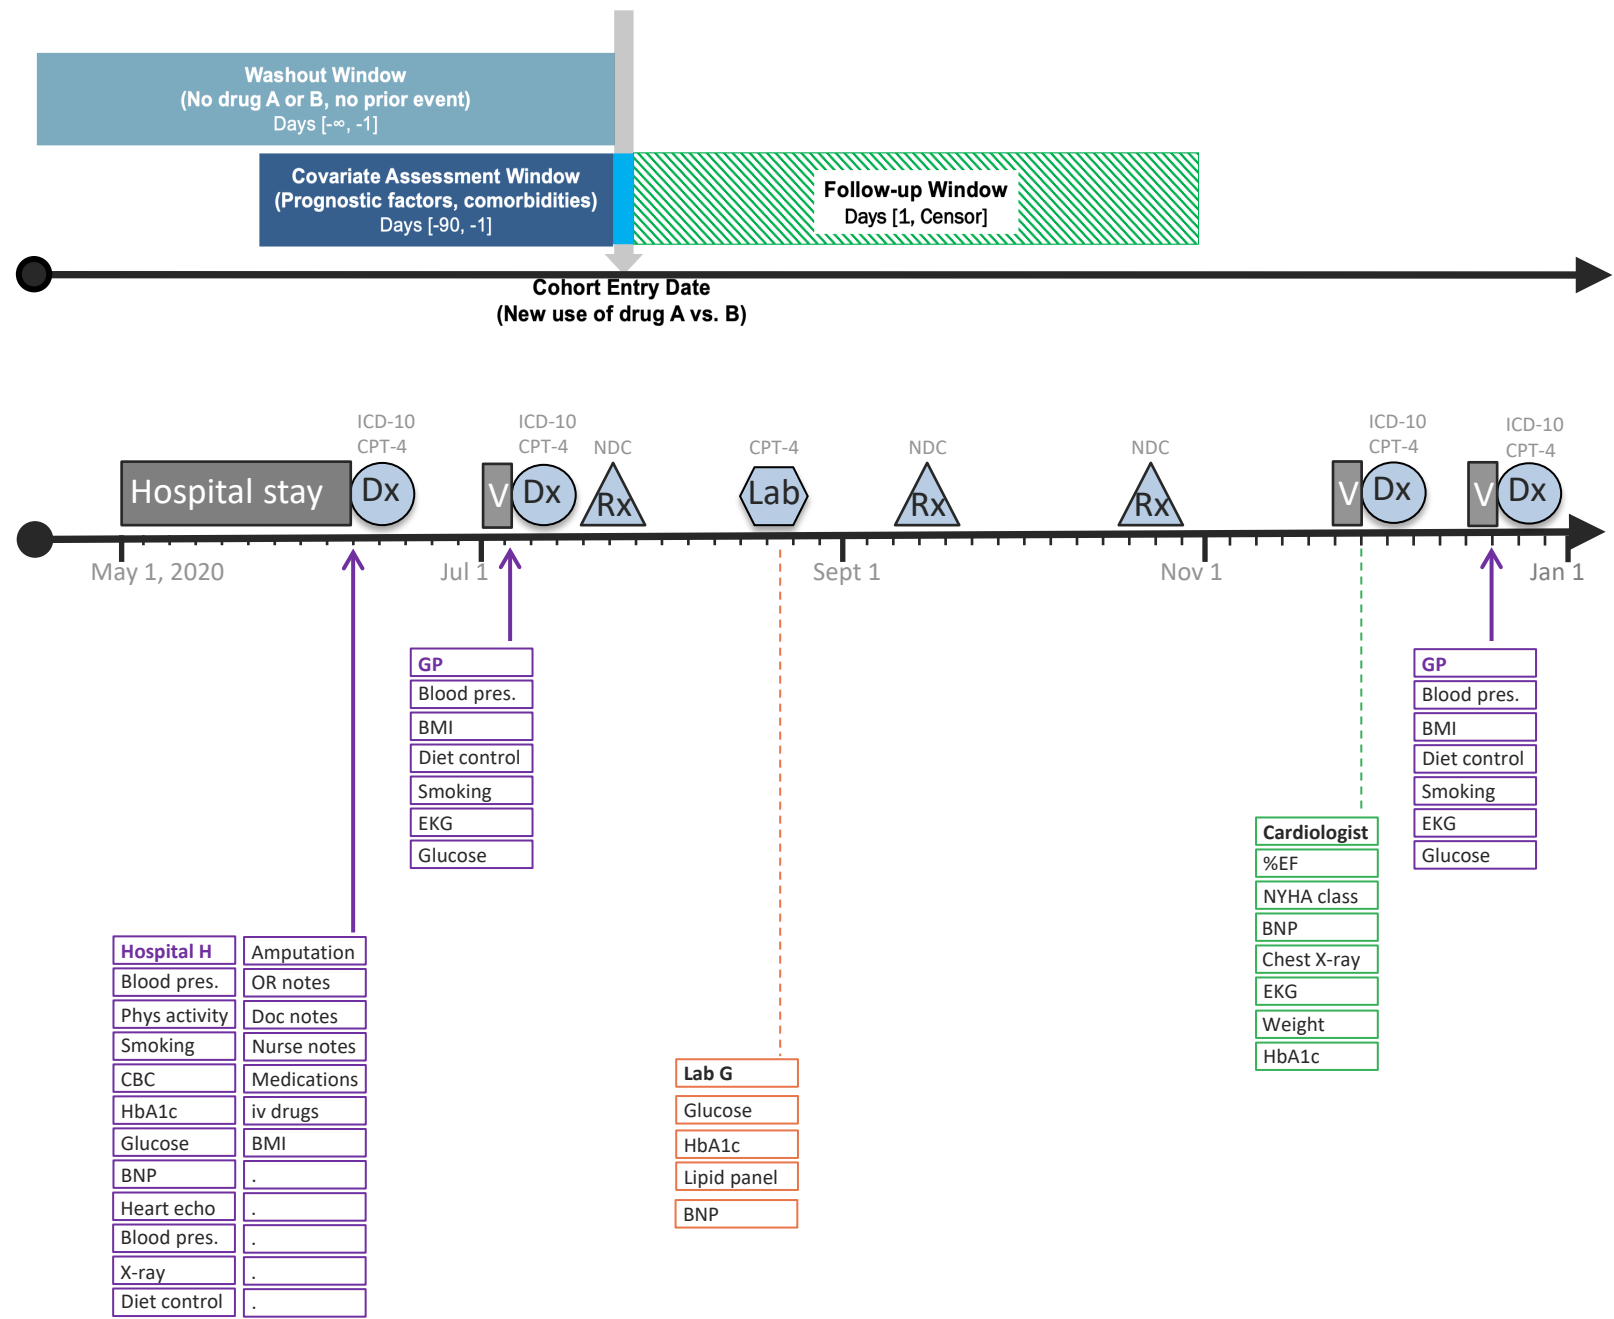 Washout Window
(No drug A or B, no prior event)
Days [-∞, -1]
Covariate Assessment Window
(Prognostic factors, comorbidities)
Days [-90, -1]
Follow-up Window
Days [1, Censor]
Cohort Entry Date
(New use of drug A vs. B)
ICD-10
CPT-4
ICD-10
CPT-4
NDC
CPT-4
NDC
NDC
ICD-10
CPT-4
ICD-10
CPT-4
Hospital stay
Dx
V
Dx
Rx
Lab
Rx
Rx
V
Dx
V
Dx
May 1, 2020
Jul 1
Sept 1
Nov 1
Jan 1
GP
Blood pres.
BMI
Diet control
Smoking
EKG
Glucose
GP
Blood pres.
BMI
Diet control
Smoking
EKG
Glucose
Cardiologist
%EF
NYHA class
BNP
Chest X-ray
EKG
Weight
HbA1c
Hospital H
Blood pres.
Phys activity
Smoking
CBC
HbA1c
Glucose
BNP
Heart echo
Blood pres.
X-ray
Diet control
Amputation
OR notes
Doc notes
Nurse notes
Medications
iv drugs
BMI
.
.
.
.
.
Lab G
Glucose
HbA1c
Lipid panel
BNP